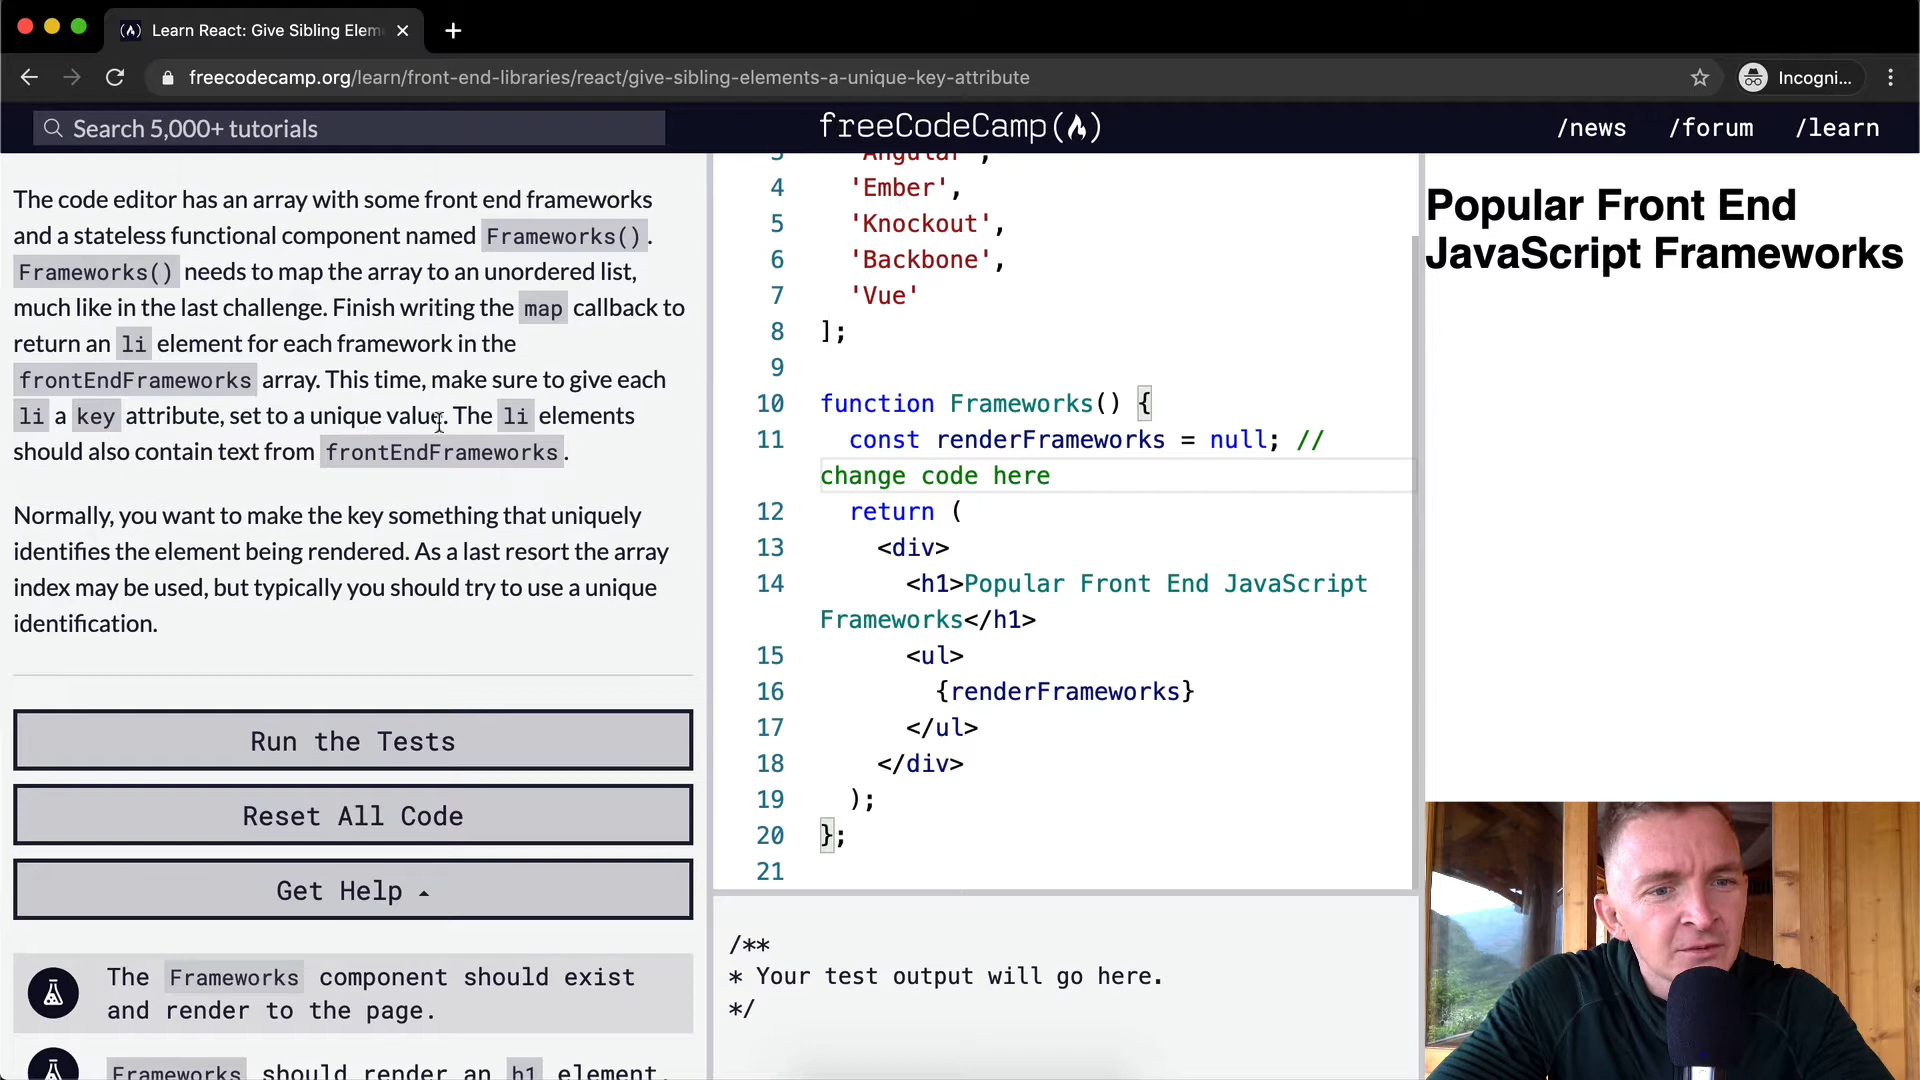 Learn React: Give Sibling Elem
freecodecamp.org/learn/front-end-libraries/react/give-sibling-elements-a-unique-key-attribute
Incogni...
Search 5,000+ tutorials
freeCodeCamp
/news /forum /learn
The code editor has an array with some front end frameworks
and a stateless functional component named Frameworks().
Frameworks() needs to map the array to an unordered list,
much like in the last challenge. Finish writing the map callback to
return an li element for each framework in the
frontEndFrameworks array. This time, make sure to give each
li a key attribute, set to a unique value. The li elements
should also contain text from frontEndFrameworks.
Normally, you want to make the key something that uniquely
identifies the element being rendered. As a last resort the array
index may be used, but typically you should try to use a unique
identification.
Run the Tests
Reset All Code
Get Help
The Frameworks component should exist
and render to the page.
Frameworks should render an h1 element.
3 'Angular',
4 'Ember',
5 'Knockout',
6 'Backbone',
7 'Vue'
8 ];
9
10 function Frameworks() {
11 const renderFrameworks = null; //
change code here
12 return (
13 <div>
14 <h1>Popular Front End JavaScript
Frameworks</h1>
15 <ul>
16 {renderFrameworks}
17 </ul>
18 </div>
19 );
20 };
21
/**
* Your test output will go here.
*/
Popular Front End
JavaScript Frameworks